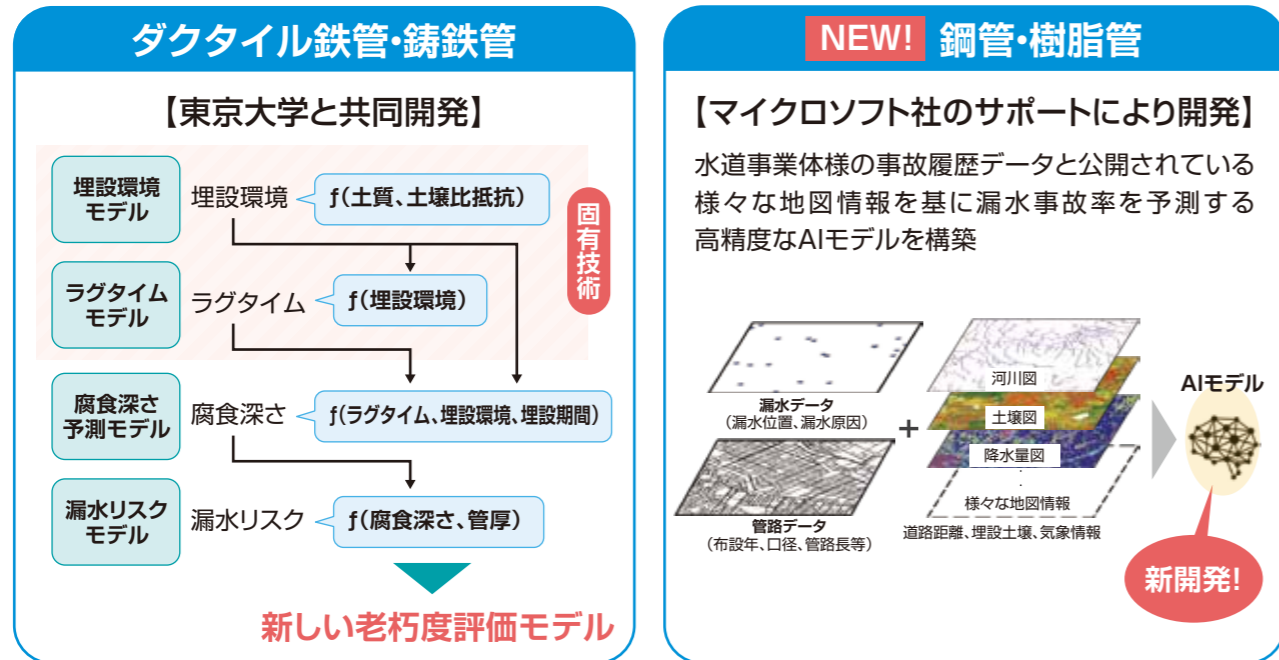 ダクタイル鉄管・鋳鉄管
【東京大学と共同開発】
埋設環境
モデル
埋設環境
f(土質、土壌比抵抗)
固有技術
ラグタイム
モデル
ラグタイム
f(埋設環境)
腐食深さ
予測モデル
腐食深さ
f(ラグタイム、埋設環境、埋設期間)
漏水リスク
モデル
漏水リスク
f(腐食深さ、管厚)
新しい老朽度評価モデル
NEW! 鋼管・樹脂管
【マイクロソフト社のサポートにより開発】
水道事業体様の事故履歴データと公開されている
様々な地図情報を基に漏水事故率を予測する
高精度なAIモデルを構築
漏水データ
(漏水位置、漏水原因)
管路データ
(布設年、口径、管路長等)
+
河川図
土壌図
降水量図
様々な地図情報
道路距離、埋設土壌、気象情報
AIモデル
新開発!